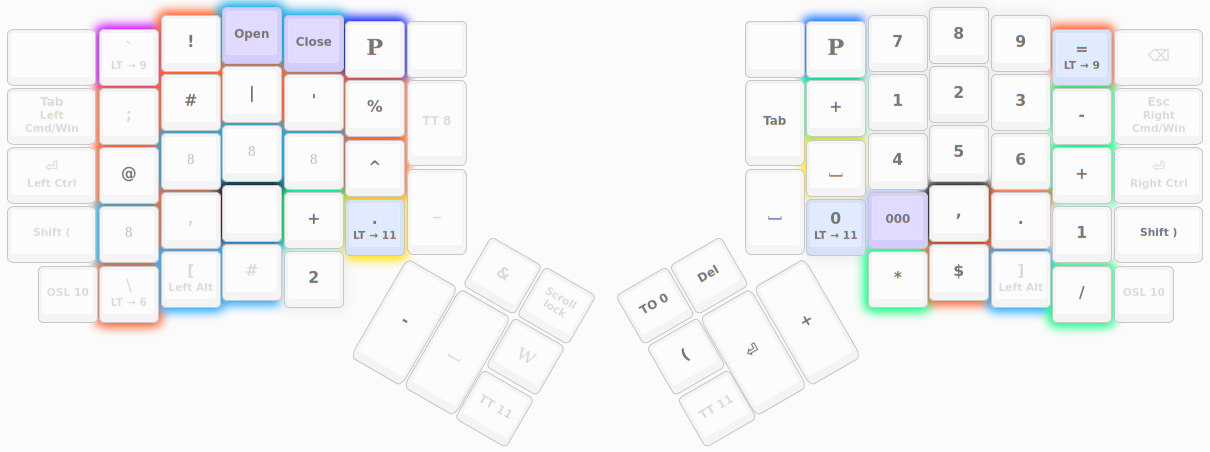 `
LT → 9
!
Open
Close
P
Tab
Left
Cmd/Win
;
#
|
'
%
TT 8
⏎
Left Ctrl
@
8
8
8
^
Shift (
8
,
+
.
LT → 11
–
OSL 10
\
LT → 6
[
Left Alt
#
2
-
⎵
&
Scroll
lock
W
TT 11
P
7
8
9
=
LT → 9
⌫
Tab
+
1
2
3
-
Esc
Right
Cmd/Win
⎵
4
5
6
+
⏎
Right Ctrl
⎵
0
LT → 11
000
,
.
1
Shift )
*
$
]
Left Alt
/
OSL 10
TO 0
Del
(
⏎
+
TT 11